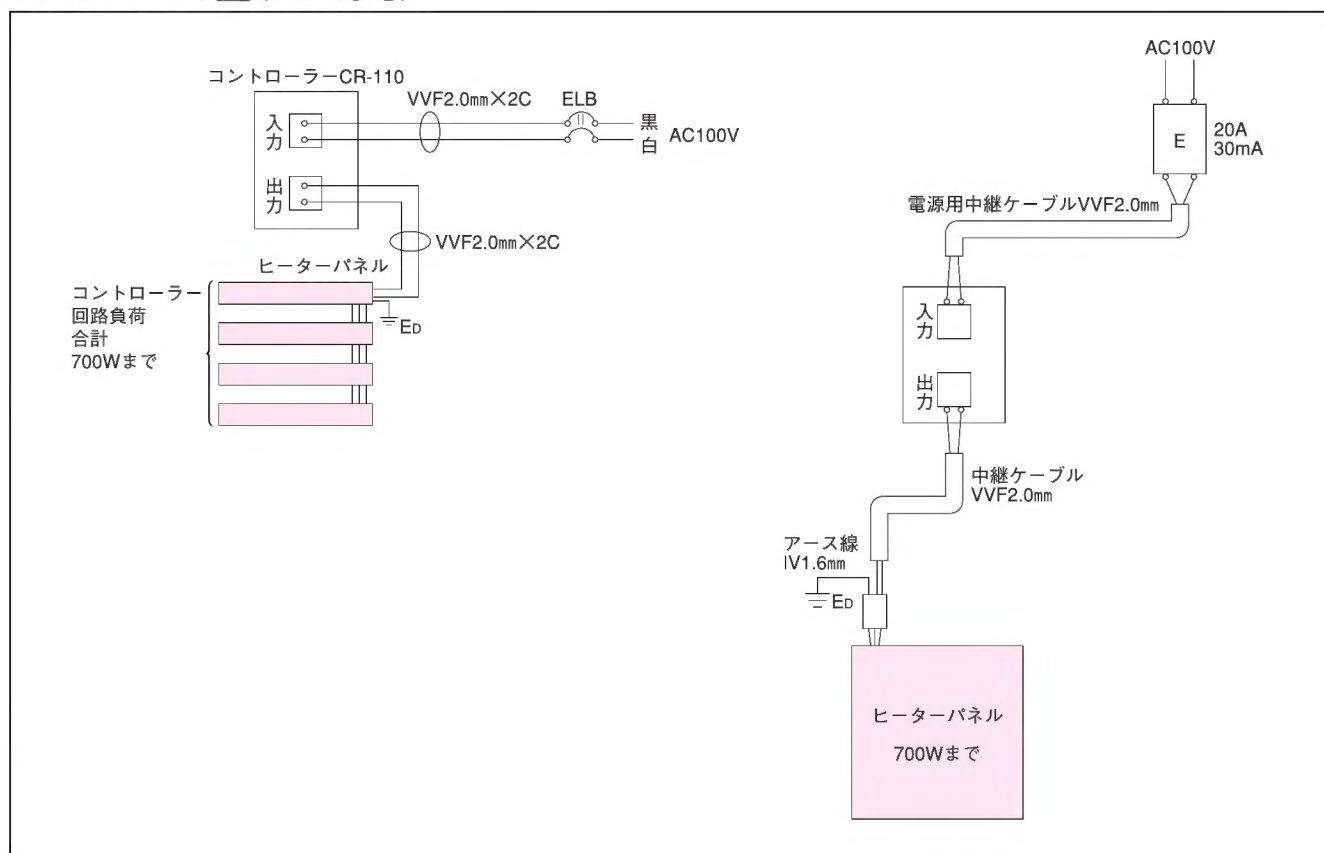 コントローラーCR-110
入力
出力
VVF2.0mm×2C
ELB
黒
白
AC100V
VVF2.0mm×2C
ヒーターパネル
コントローラー
回路負荷
合計
700Wまで
ED
AC100V
E
20A
30mA
電源用中継ケーブルVVF2.0mm
入力
出力
中継ケーブル
VVF2.0mm
アース線
IV1.6mm
ED
ヒーターパネル
700Wまで